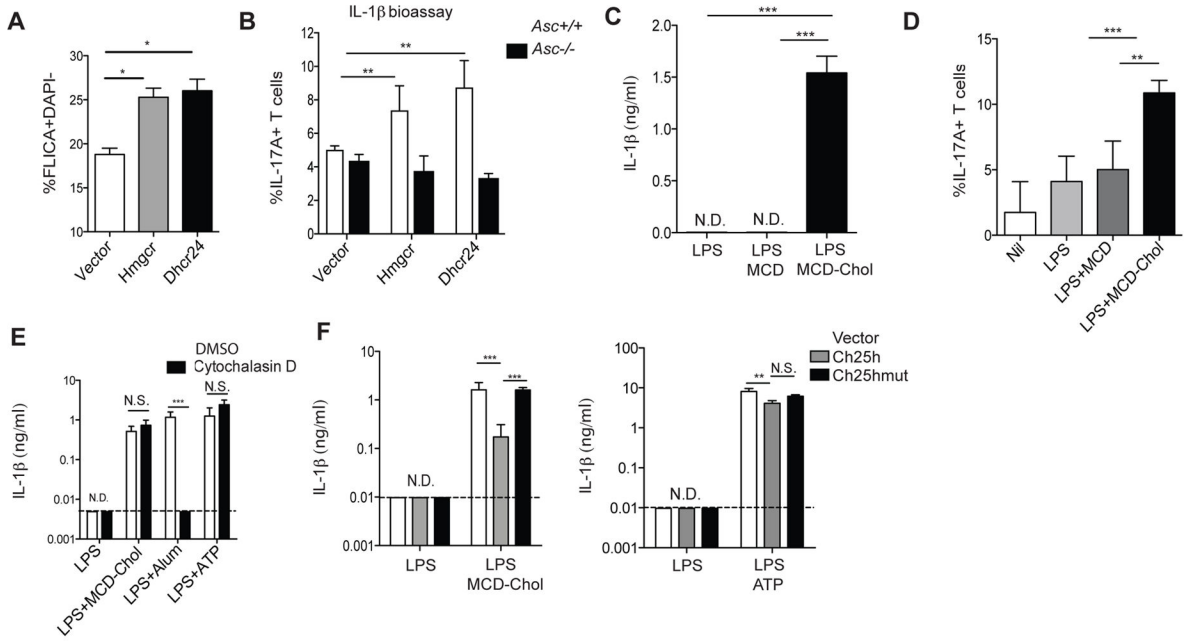 A
%FLICA+DAPI-
30
25
20
15
10
*
*
Vector
Hmgcr
Dhcr24
B
IL-1β bioassay
Asc+/+
Asc-/-
%IL-17A+ T cells
12
10
8
6
4
2
0
**
**
Vector
Hmgcr
Dhcr24
C
IL-1β (ng/ml)
2.0
1.5
1.0
0.5
0.0
***
***
N.D.
N.D.
LPS
LPS
MCD
LPS
MCD-Chol
D
%IL-17A+ T cells
15
10
5
0
***
**
Nil
LPS
LPS+MCD
LPS+MCD-Chol
E
DMSO
Cytochalasin D
IL-1β (ng/ml)
10
1
0.1
0.01
0.001
N.D.
N.S.
***
N.S.
LPS
LPS+MCD-Chol
LPS+Alum
LPS+ATP
F
IL-1β (ng/ml)
10
1
0.1
0.01
0.001
***
***
N.D.
LPS
LPS
MCD-Chol
Vector
Ch25h
Ch25hmut
IL-1β (ng/ml)
100
10
1
0.1
0.01
0.001
**
N.S.
N.D.
LPS
LPS
ATP